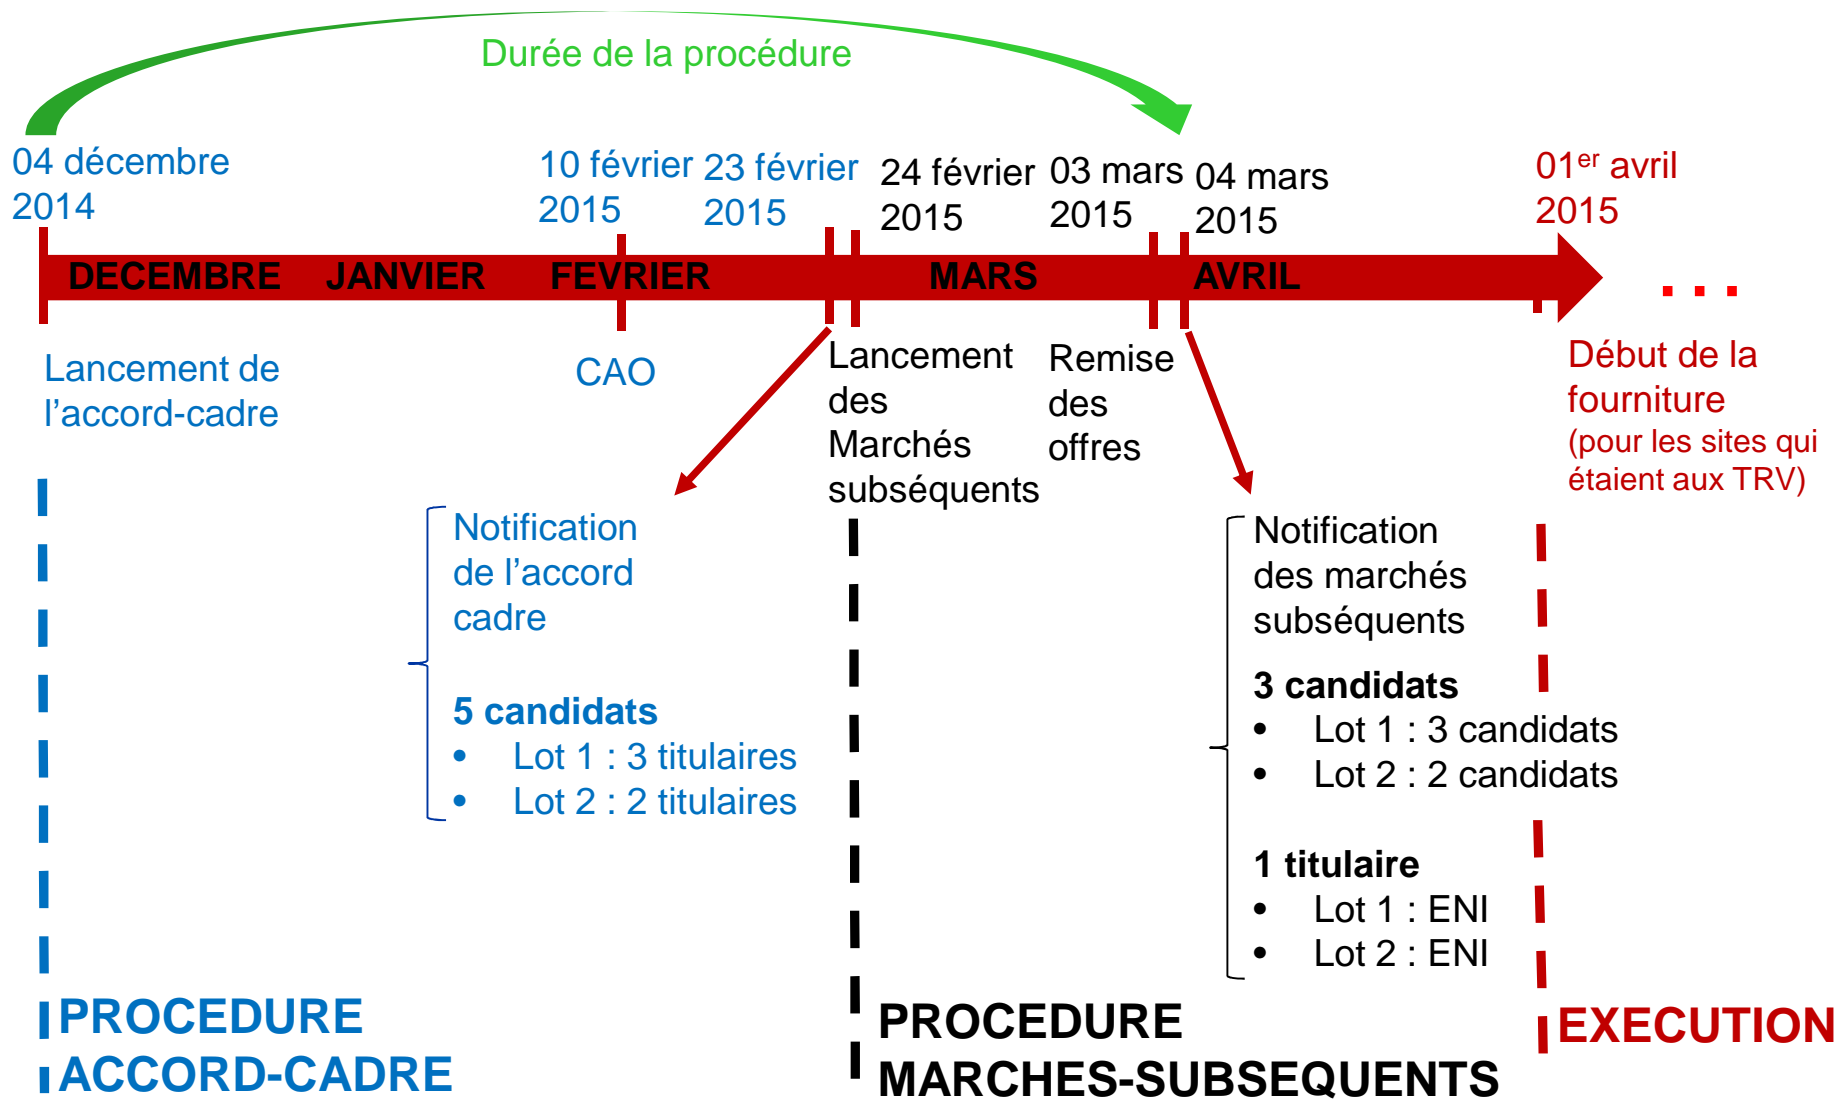 Durée de la procédure
04 décembre
2014
10 février
2015
23 février
2015
24 février
2015
03 mars
2015
04 mars
2015
01er avril
2015
DECEMBRE
JANVIER
FEVRIER
MARS
AVRIL
...
Lancement de
l’accord-cadre
CAO
Lancement
des
Marchés
subséquents
Remise
des
offres
Début de la
fourniture
(pour les sites qui
étaient aux TRV)
Notification
de l’accord
cadre
5 candidats
• Lot 1 : 3 titulaires
• Lot 2 : 2 titulaires
Notification
des marchés
subséquents
3 candidats
• Lot 1 : 3 candidats
• Lot 2 : 2 candidats
1 titulaire
• Lot 1 : ENI
• Lot 2 : ENI
PROCEDURE
ACCORD-CADRE
PROCEDURE
MARCHES-SUBSEQUENTS
EXECUTION